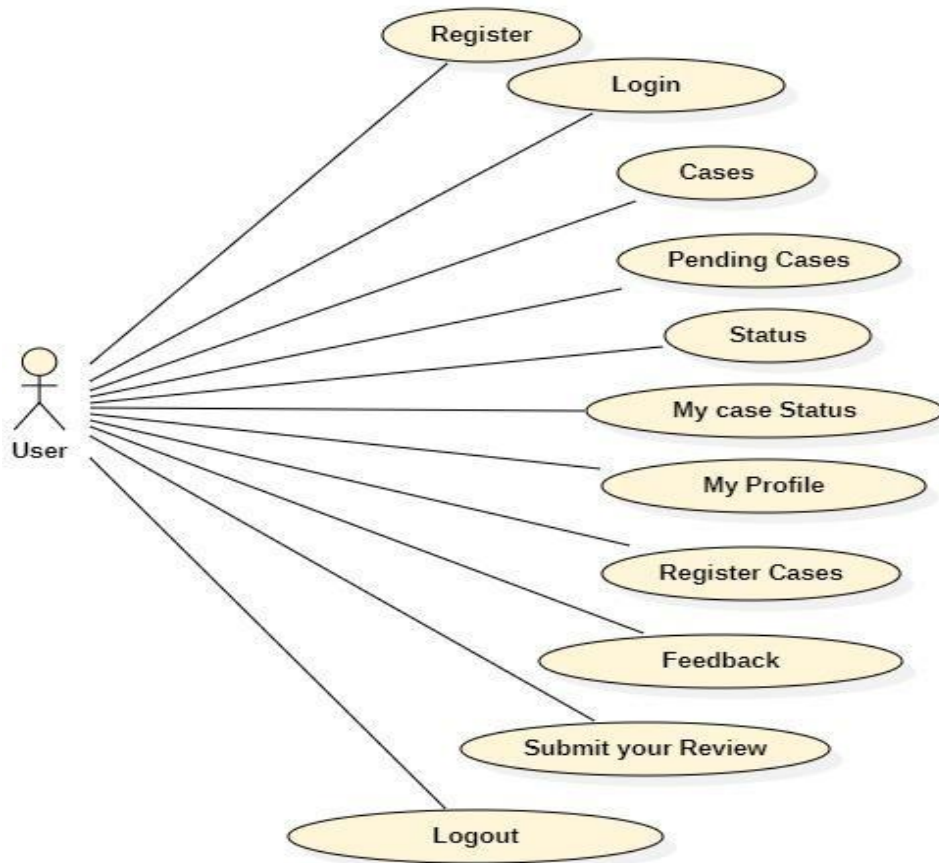 Register
Login
Cases
Pending Cases
Status
My case Status
User
My Profile
Register Cases
Feedback
Submit your Review
Logout